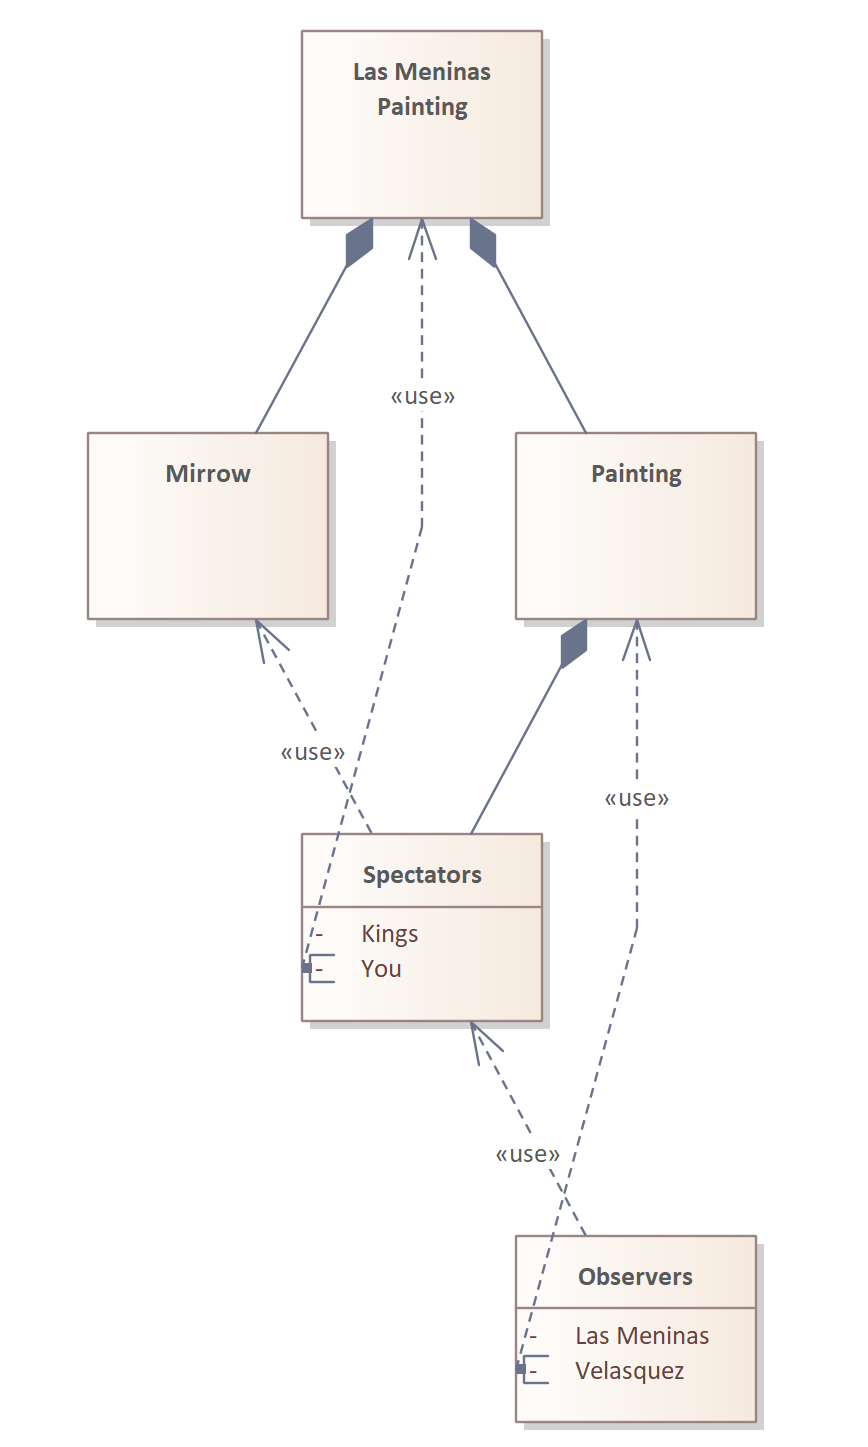 Las Meninas
Painting
«use»
Mirrow
Painting
«use»
«use»
Spectators
- Kings
- You
«use»
Observers
- Las Meninas
- Velasquez